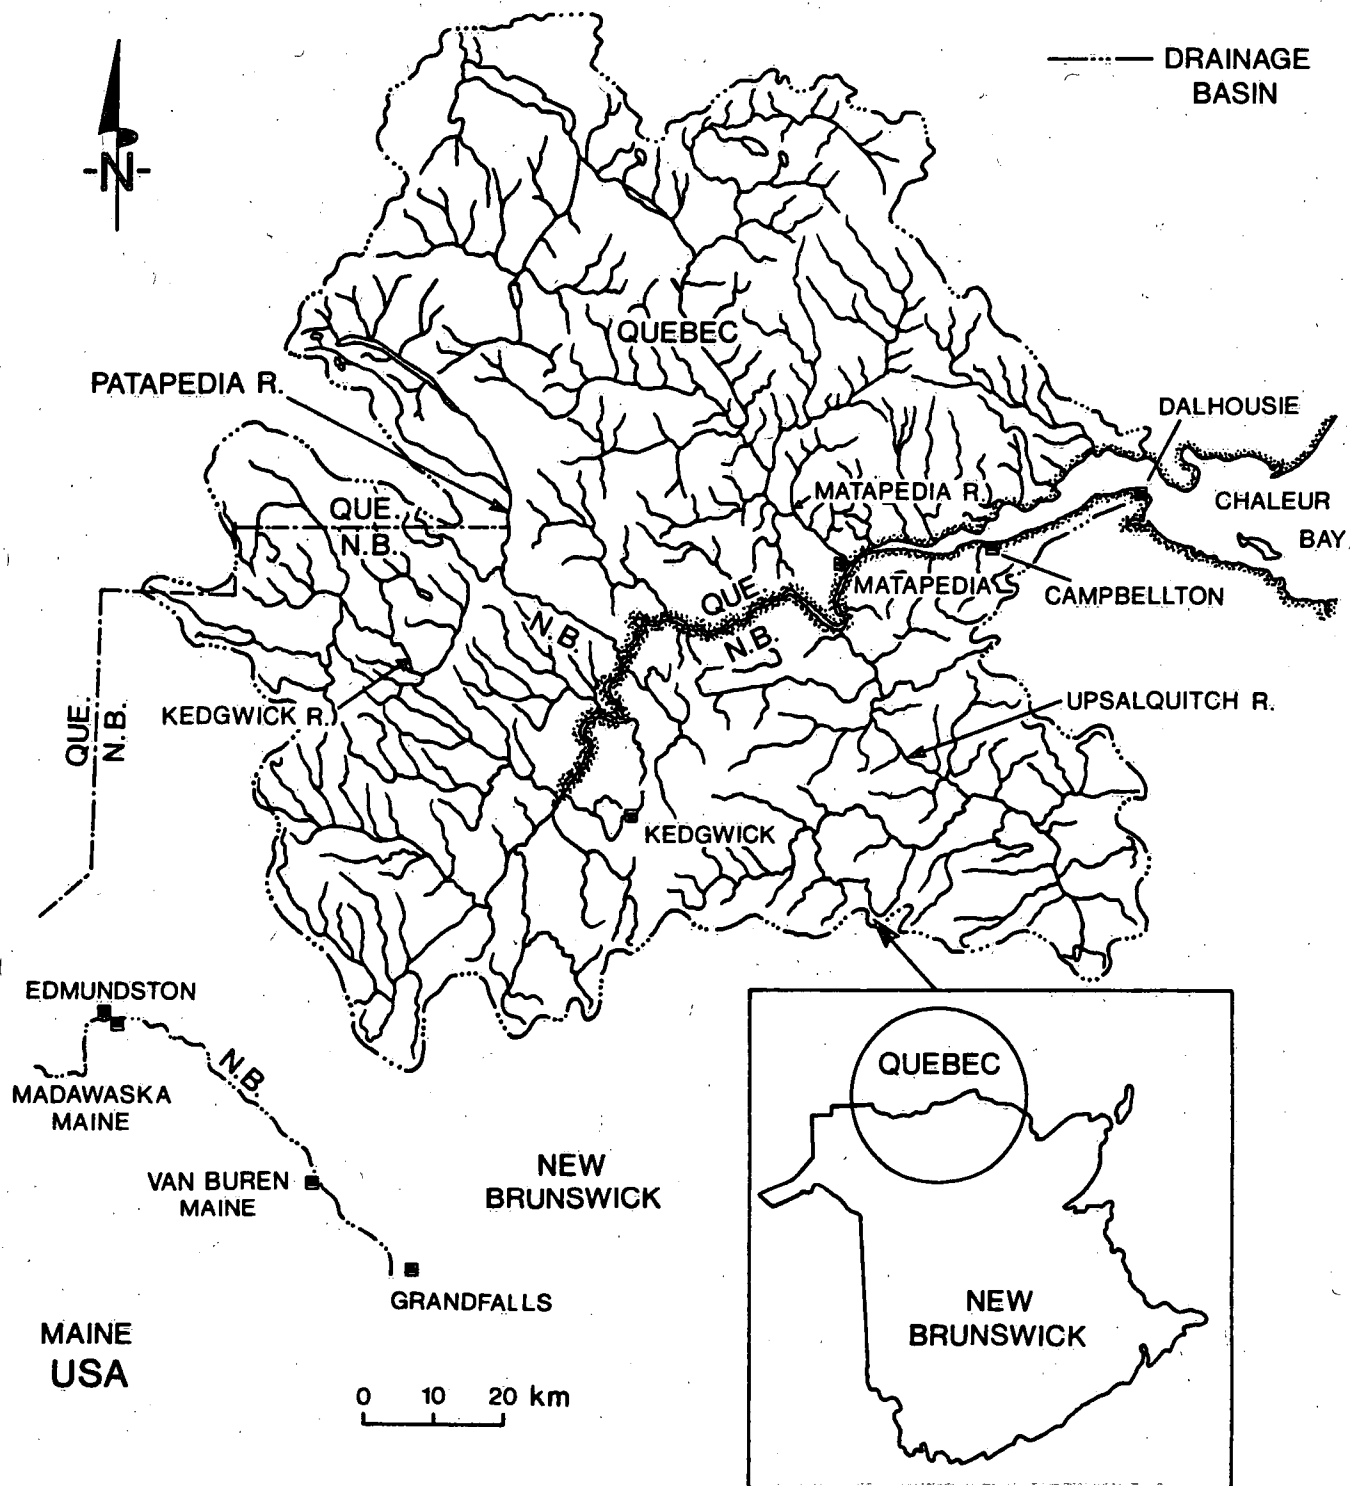 DRAINAGE
BASIN
-N-
QUEBEC
PATAPEDIA R.
DALHOUSIE
MATAPEDIA R.
CHALEUR
BAY
QUE.
N.B.
QUE.
N.B.
N.B.
MATAPEDIA
CAMPBELLTON
KEDGWICK R.
UPSALQUITCH R.
QUE.
N.B.
KEDGWICK
EDMUNDSTON
N.B.
MADAWASKA
MAINE
VAN BUREN
MAINE
NEW
BRUNSWICK
GRANDFALLS
MAINE
USA
0 10 20 km
QUEBEC
NEW
BRUNSWICK